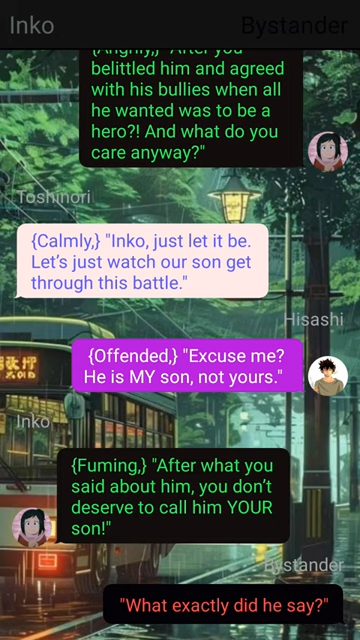 Inko
Bystander
{Angrily,} "After you
belittled him and agreed
with his bullies when all
he wanted was to be a
hero?! And what do you
care anyway?"
Toshinori
{Calmly,} "Inko, just let it be.
Let’s just watch our son get
through this battle."
Hisashi
{Offended,} "Excuse me?
He is MY son, not yours."
Inko
{Fuming,} "After what you
said about him, you don’t
deserve to call him YOUR
son!"
Bystander
"What exactly did he say?"